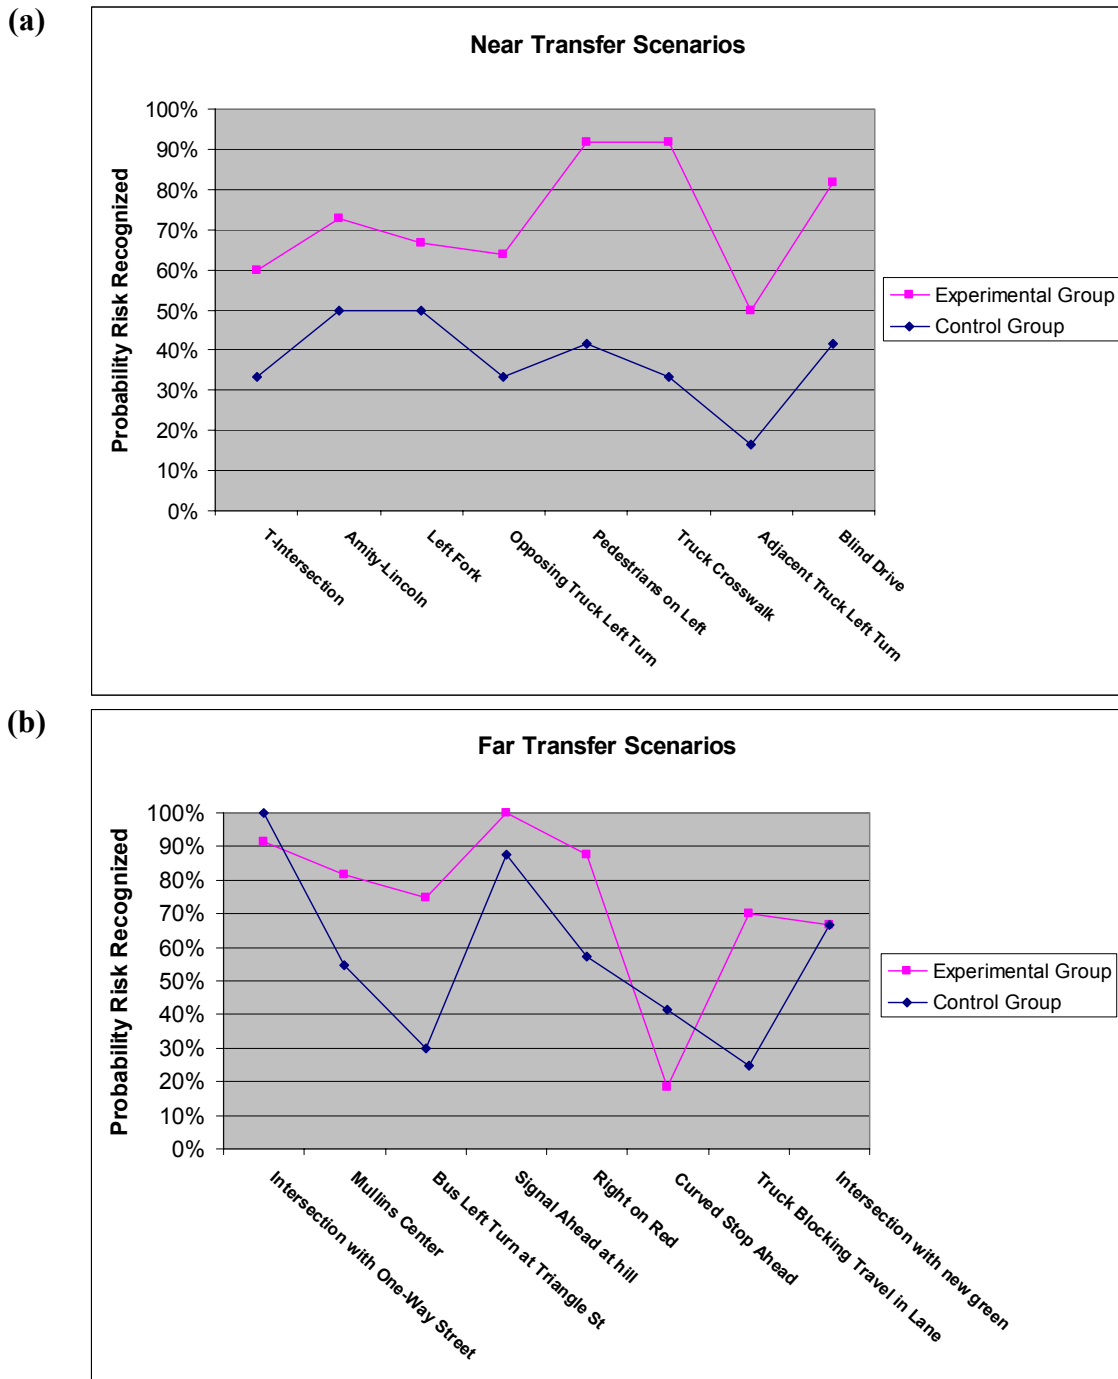 (a)
Near Transfer Scenarios
Probability Risk Recognized
100%
90%
80%
70%
60%
50%
40%
30%
20%
10%
0%
T-Intersection
Amity-Lincoln
Left Fork
Opposing Truck Left Turn
Pedestrians on Left
Truck Crosswalk
Adjacent Truck Left Turn
Blind Drive
Experimental Group
Control Group
(b)
Far Transfer Scenarios
Probability Risk Recognized
100%
90%
80%
70%
60%
50%
40%
30%
20%
10%
0%
Intersection with One-Way Street
Mullins Center
Bus Left Turn at Triangle St
Signal Ahead at hill
Right on Red
Curved Stop Ahead
Truck Blocking Travel in Lane
Intersection with new green
Experimental Group
Control Group